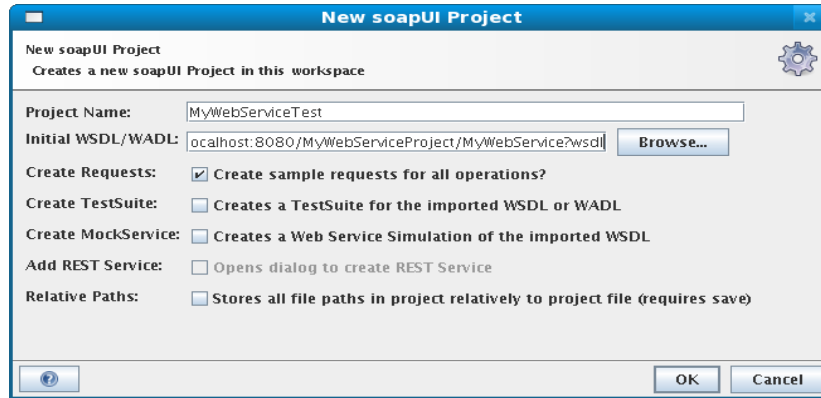 New soapUI Project
New soapUI Project
Creates a new soapUI Project in this workspace
Project Name: MyWebServiceTest
Initial WSDL/WADL: ocalhost:8080/MyWebServiceProject/MyWebService?wsdl Browse...
Create Requests: Create sample requests for all operations?
Create TestSuite: Creates a TestSuite for the imported WSDL or WADL
Create MockService: Creates a Web Service Simulation of the imported WSDL
Add REST Service: Opens dialog to create REST Service
Relative Paths: Stores all file paths in project relatively to project file (requires save)
? OK Cancel